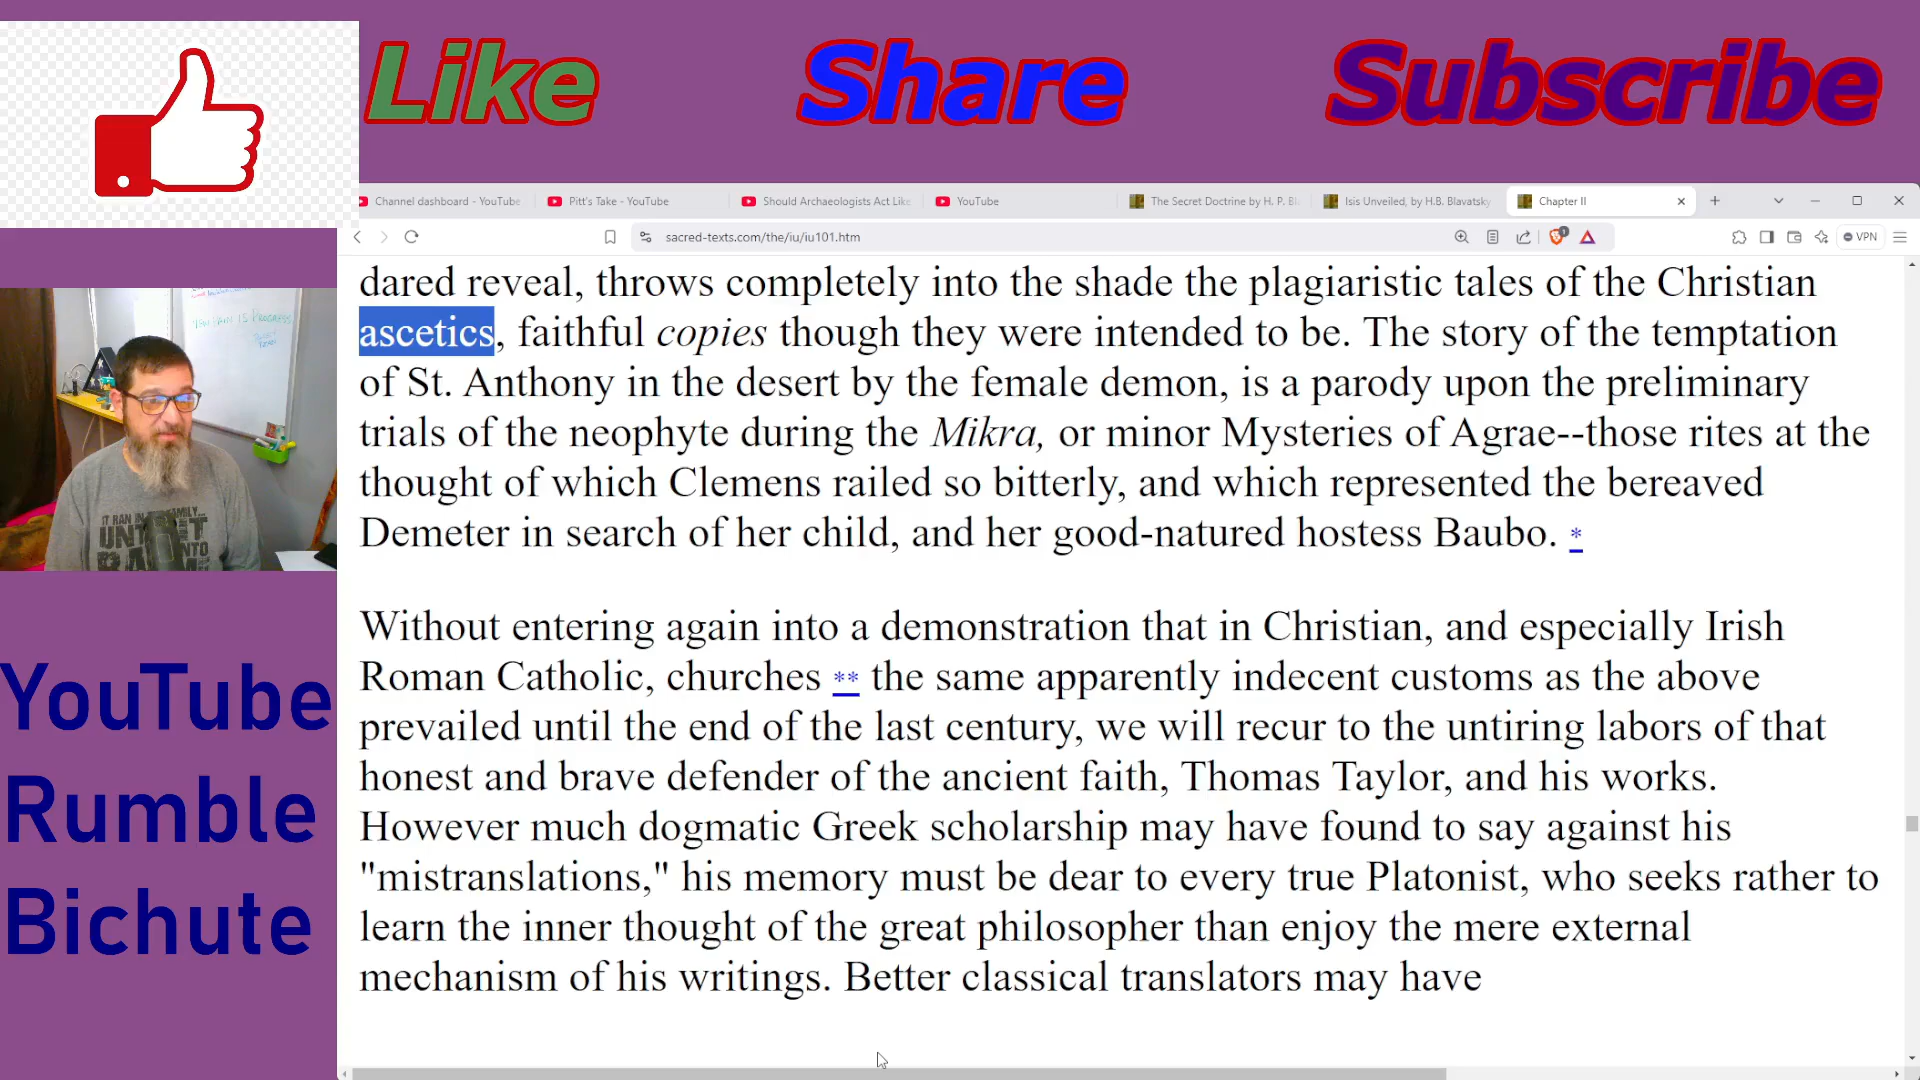 Like
Share
Subscribe
Channel dashboard - YouTube
Pitt's Take - YouTube
Should Archaeologists Act Like
YouTube
The Secret Doctrine by H. P. Bl
Isis Unveiled, by H.B. Blavatsky
Chapter II
sacred-texts.com/the/iu/iu101.htm
1
VPN
dared reveal, throws completely into the shade the plagiaristic tales of the Christian
ascetics, faithful copies though they were intended to be. The story of the temptation
of St. Anthony in the desert by the female demon, is a parody upon the preliminary
trials of the neophyte during the Mikra, or minor Mysteries of Agrae--those rites at the
thought of which Clemens railed so bitterly, and which represented the bereaved
Demeter in search of her child, and her good-natured hostess Baubo. *
Without entering again into a demonstration that in Christian, and especially Irish
Roman Catholic, churches ** the same apparently indecent customs as the above
prevailed until the end of the last century, we will recur to the untiring labors of that
honest and brave defender of the ancient faith, Thomas Taylor, and his works.
However much dogmatic Greek scholarship may have found to say against his
"mistranslations," his memory must be dear to every true Platonist, who seeks rather to
learn the inner thought of the great philosopher than enjoy the mere external
mechanism of his writings. Better classical translators may have
IT RAN IN
YouTube
Rumble
Bichute